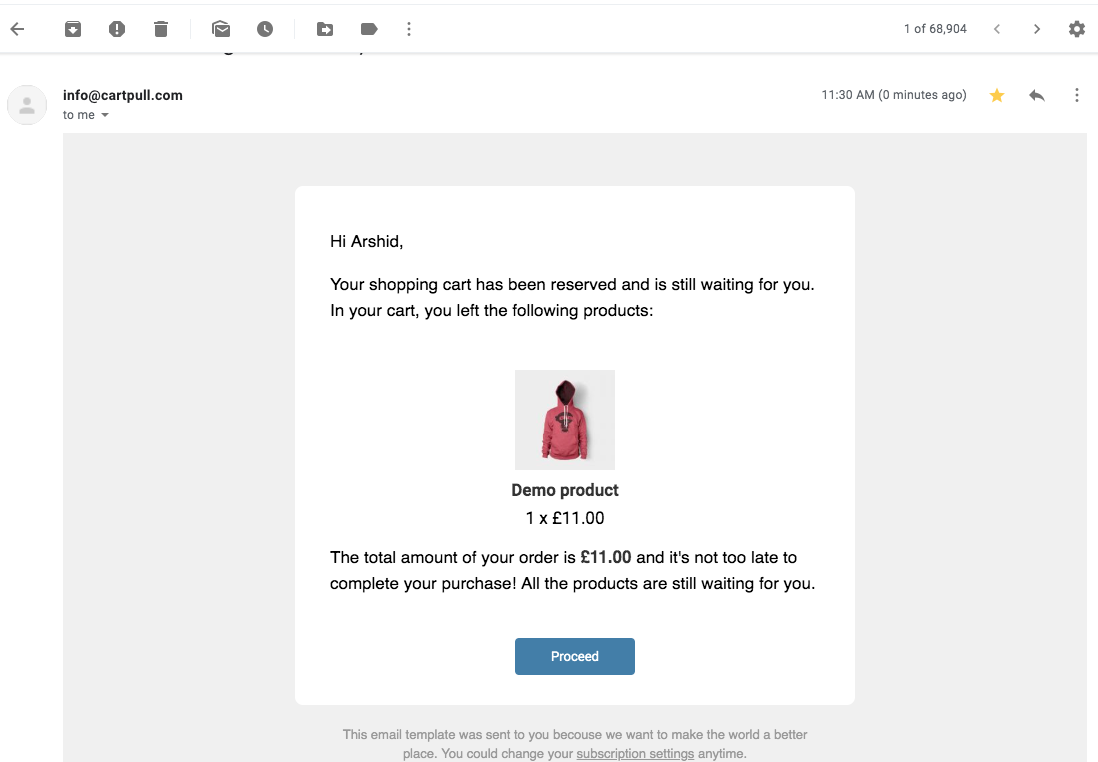 1 of 68,904
info@cartpull.com
11:30 AM (0 minutes ago)
to me
Hi Arshid,
Your shopping cart has been reserved and is still waiting for you.
In your cart, you left the following products:
Demo product
1 x £11.00
The total amount of your order is £11.00 and it's not too late to
complete your purchase! All the products are still waiting for you.
Proceed
This email template was sent to you becouse we want to make the world a better
place. You could change your subscription settings anytime.